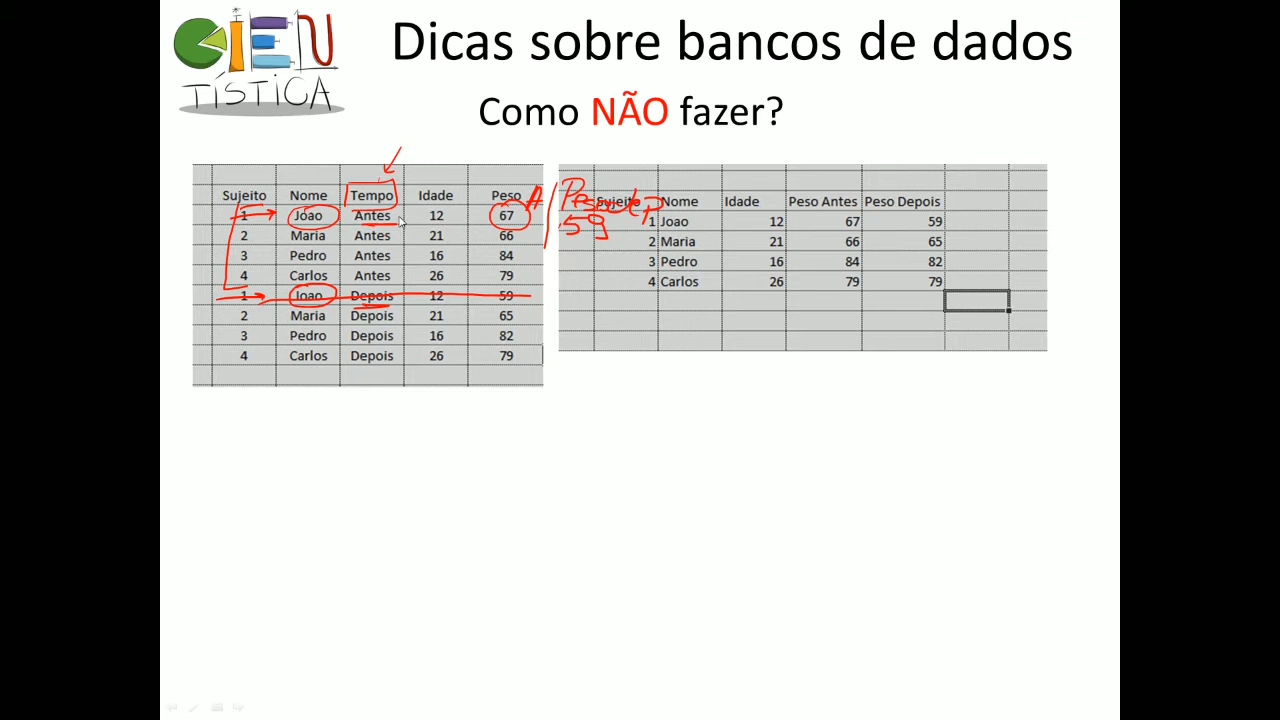 CIEN
TÍSTICA
Dicas sobre bancos de dados
Como NÃO fazer?
Sujeito Nome Tempo Idade Peso
1 Joao Antes 12 67
2 Maria Antes 21 66
3 Pedro Antes 16 84
4 Carlos Antes 26 79
1 Joao Depois 12 59
2 Maria Depois 21 65
3 Pedro Depois 16 82
4 Carlos Depois 26 79
A
59
Sujeito Nome Idade Peso Antes Peso Depois
1 Joao 12 67 59
2 Maria 21 66 65
3 Pedro 16 84 82
4 Carlos 26 79 79